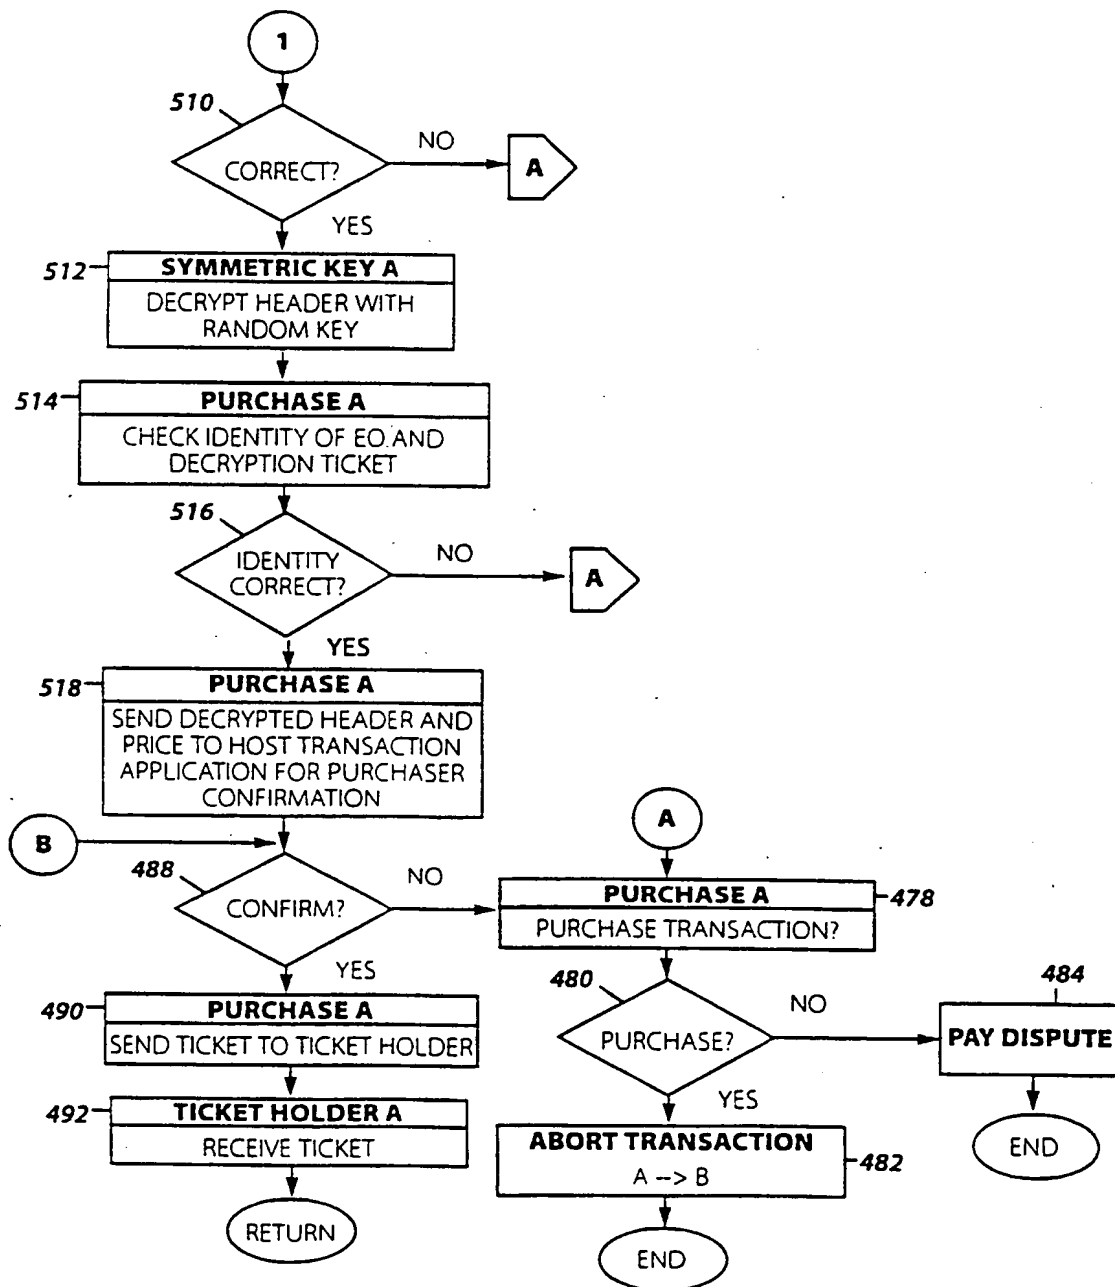 1
510
NO
CORRECT?
A
YES
512
SYMMETRIC KEY A
DECRYPT HEADER WITH
RANDOM KEY
514
PURCHASE A
CHECK IDENTITY OF EO. AND
DECRYPTION TICKET
516
IDENTITY
CORRECT?
NO
A
YES
518
PURCHASE A
SEND DECRYPTED HEADER AND
PRICE TO HOST TRANSACTION
APPLICATION FOR PURCHASER
CONFIRMATION
B
488
CONFIRM?
NO
YES
490
PURCHASE A
SEND TICKET TO TICKET HOLDER
492
TICKET HOLDER A
RECEIVE TICKET
RETURN
A
PURCHASE A
478
PURCHASE TRANSACTION?
480
PURCHASE?
NO
484
PAY DISPUTE
END
YES
ABORT TRANSACTION
A --> B
482
END